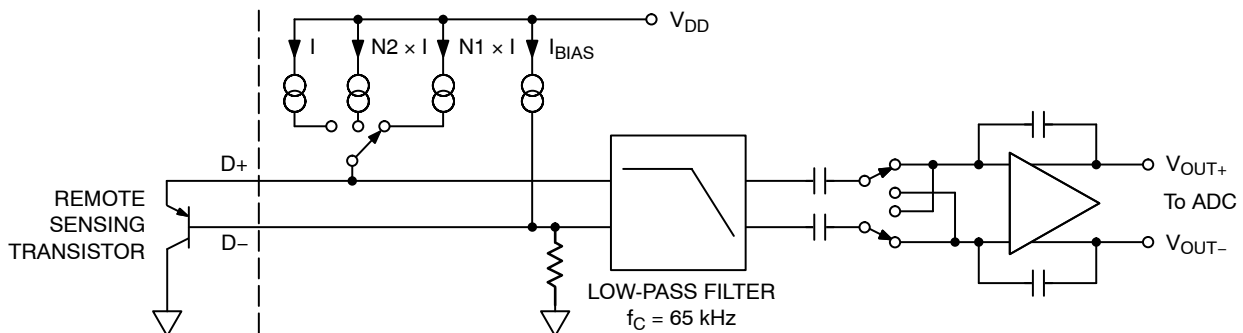 V_DD
I
N2 × I
N1 × I
I_BIAS
D+
REMOTE
SENSING
TRANSISTOR
D−
LOW-PASS FILTER
f_C = 65 kHz
V_OUT+
To ADC
V_OUT−